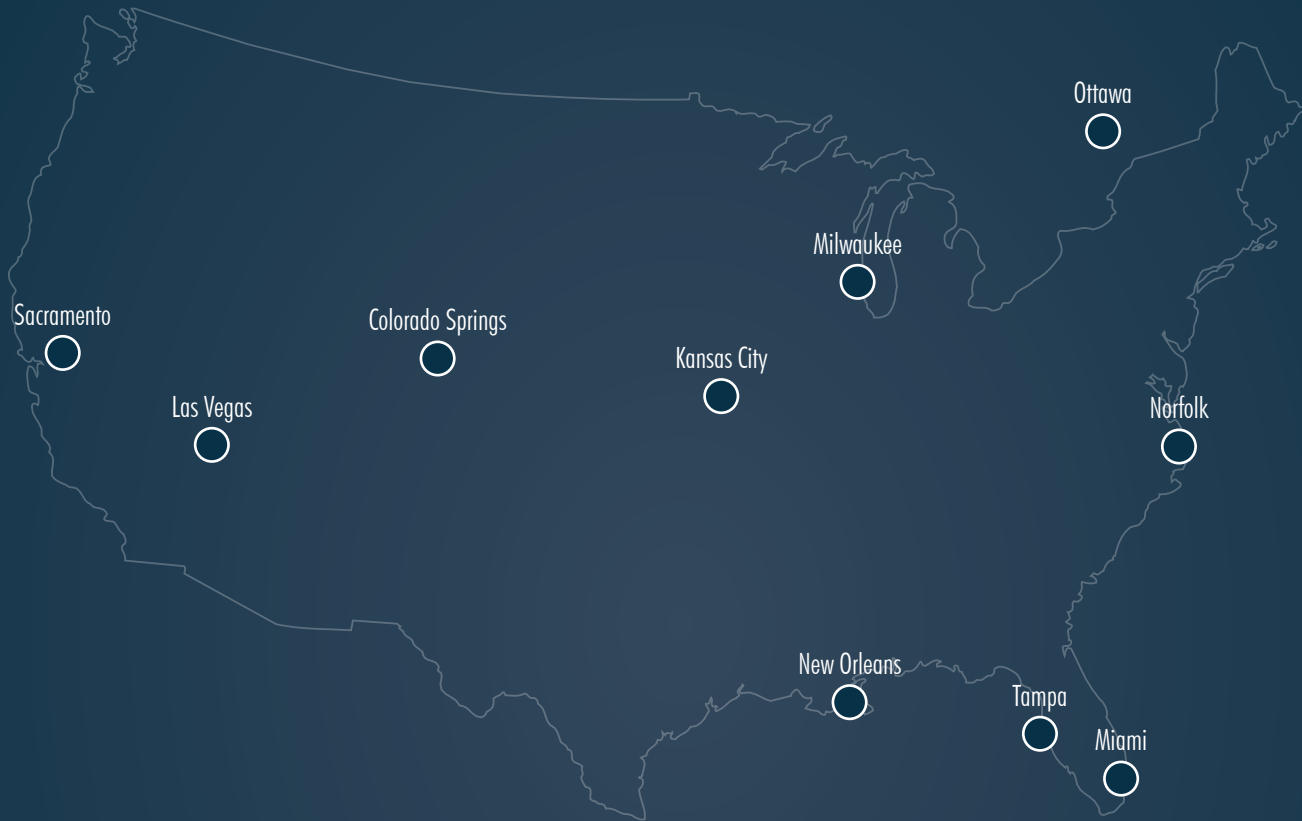 Ottawa
Milwaukee
Sacramento
Colorado Springs
Kansas City
Las Vegas
Norfolk
New Orleans
Tampa
Miami